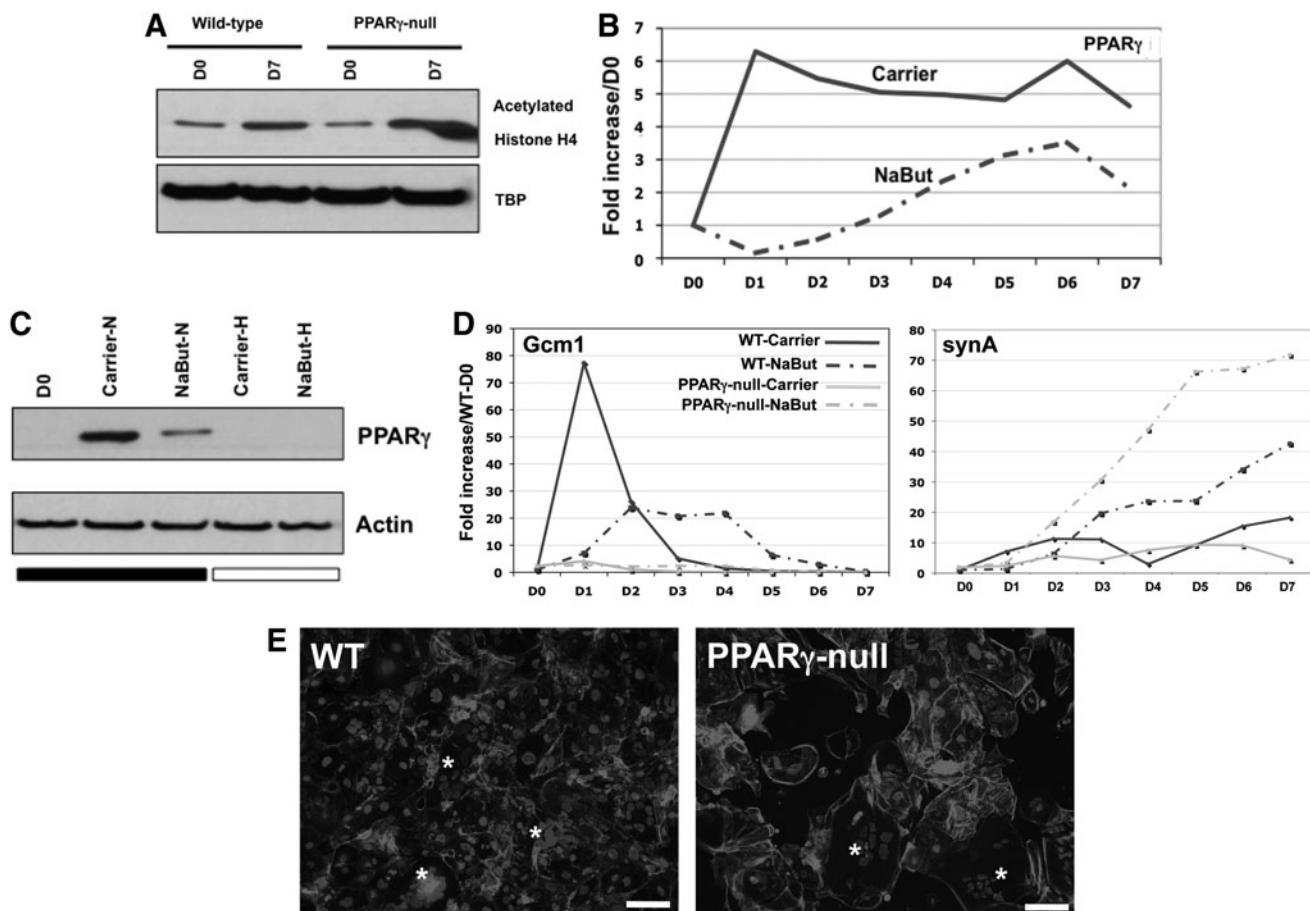 A
Wild-type
PPARγ-null
D0
D7
D0
D7
Acetylated
Histone H4
TBP
B
Fold increase/D0
7
6
5
4
3
2
1
0
PPARγ
Carrier
NaBut
D0 D1 D2 D3 D4 D5 D6 D7
C
D0
Carrier-N
NaBut-N
Carrier-H
NaBut-H
PPARγ
Actin
D
Fold increase/WT-D0
90
80
70
60
50
40
30
20
10
0
Gcm1
WT-Carrier
WT-NaBut
PPARγ-null-Carrier
PPARγ-null-NaBut
D0 D1 D2 D3 D4 D5 D6 D7
synA
80
70
60
50
40
30
20
10
0
D0 D1 D2 D3 D4 D5 D6 D7
E
WT
*
*
*
PPARγ-null
*
*